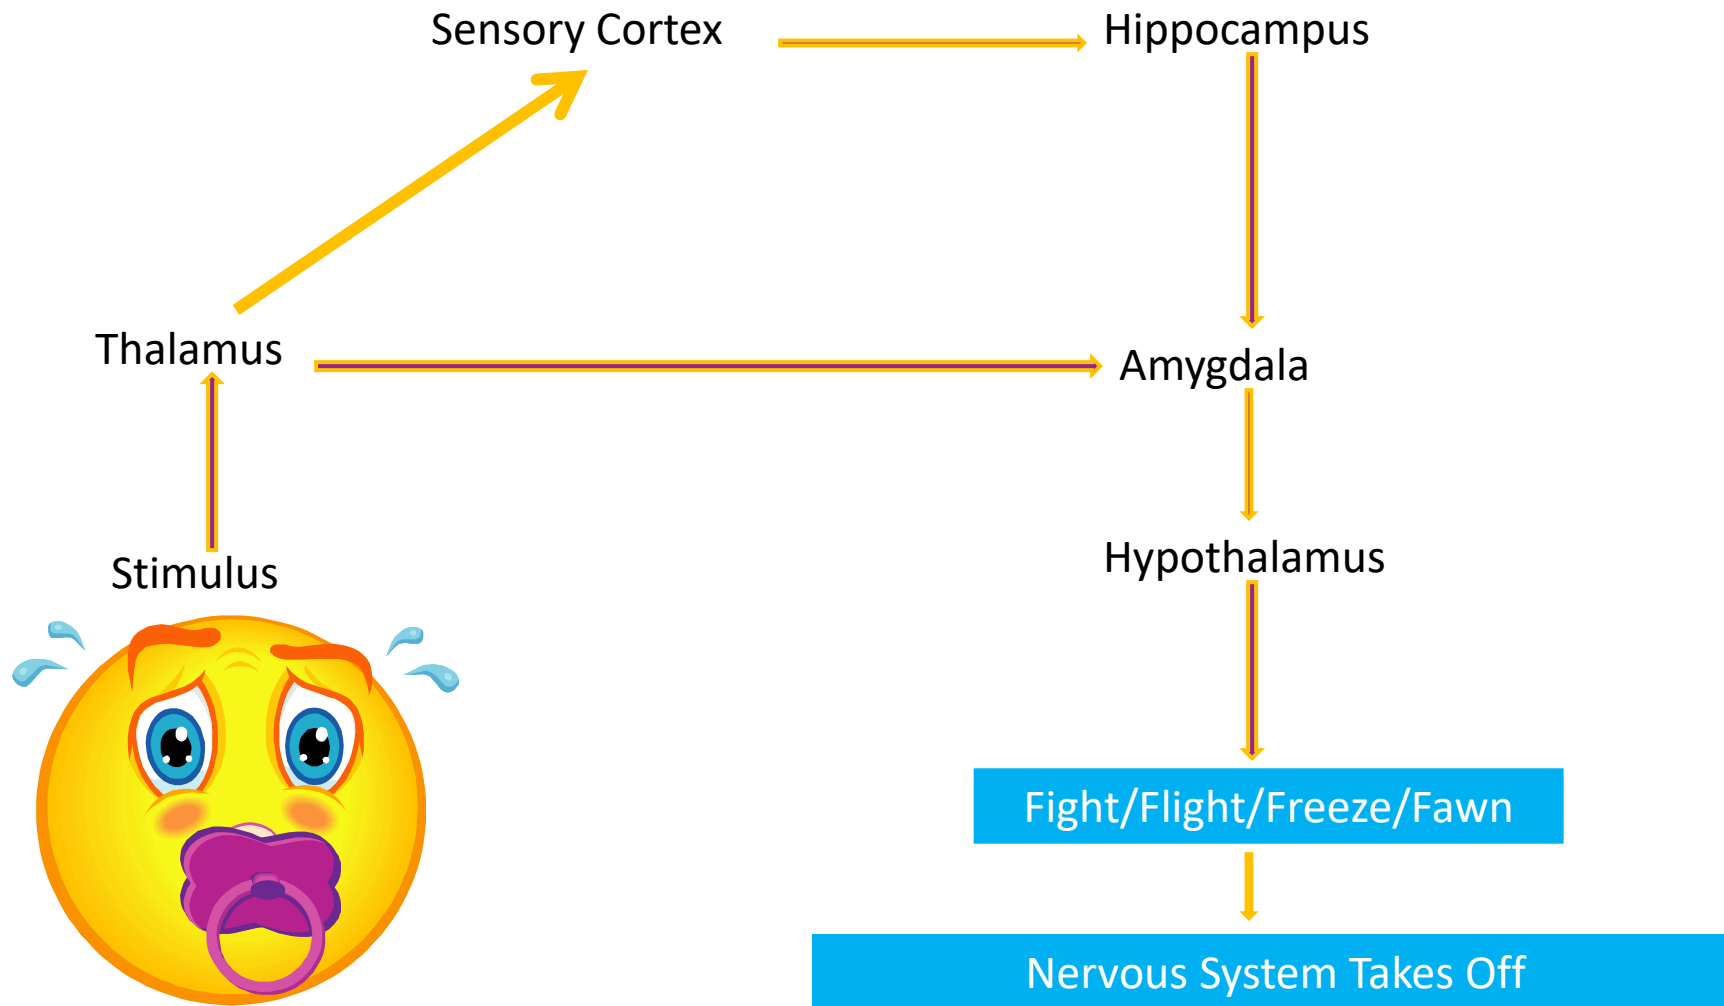 Sensory Cortex
Hippocampus
Thalamus
Amygdala
Hypothalamus
Stimulus
Fight/Flight/Freeze/Fawn
Nervous System Takes Off